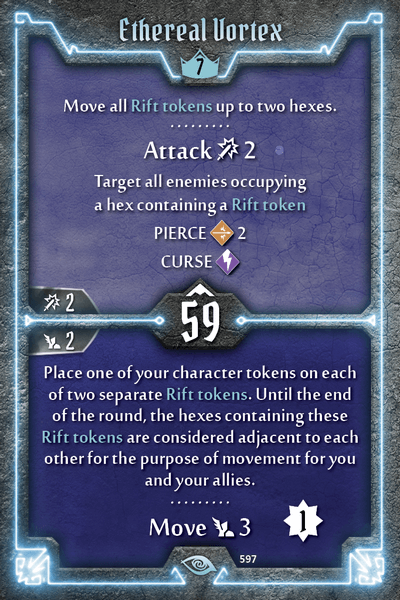 Ethereal Vortex
7
Move all Rift tokens up to two hexes.
Attack 2
Target all enemies occupying
a hex containing a Rift token
PIERCE 2
CURSE
2
59
2
Place one of your character tokens on each
of two separate Rift tokens. Until the end
of the round, the hexes containing these
Rift tokens are considered adjacent to each
other for the purpose of movement for you
and your allies.
Move 3
1
597